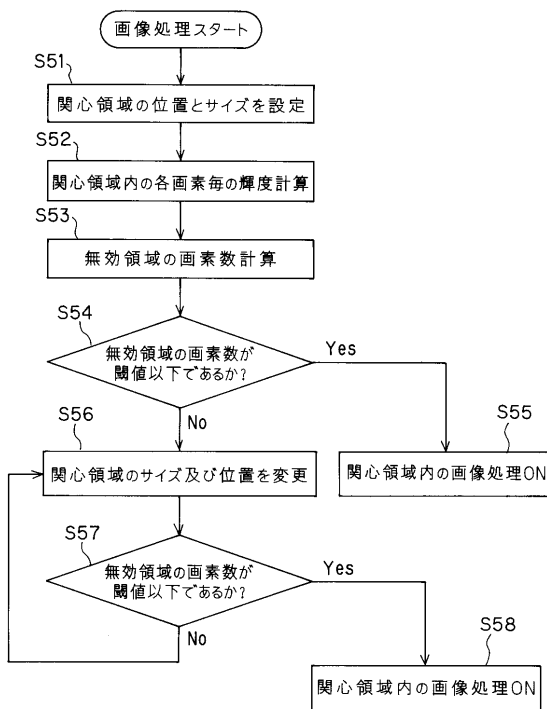 画像処理スタート
S51
関心領域の位置とサイズを設定
S52
関心領域内の各画素毎の輝度計算
S53
無効領域の画素数計算
S54
無効領域の画素数が
閾値以下であるか?
Yes
No
S55
関心領域内の画像処理ON
S56
関心領域のサイズ及び位置を変更
S57
無効領域の画素数が
閾値以下であるか?
Yes
No
S58
関心領域内の画像処理ON